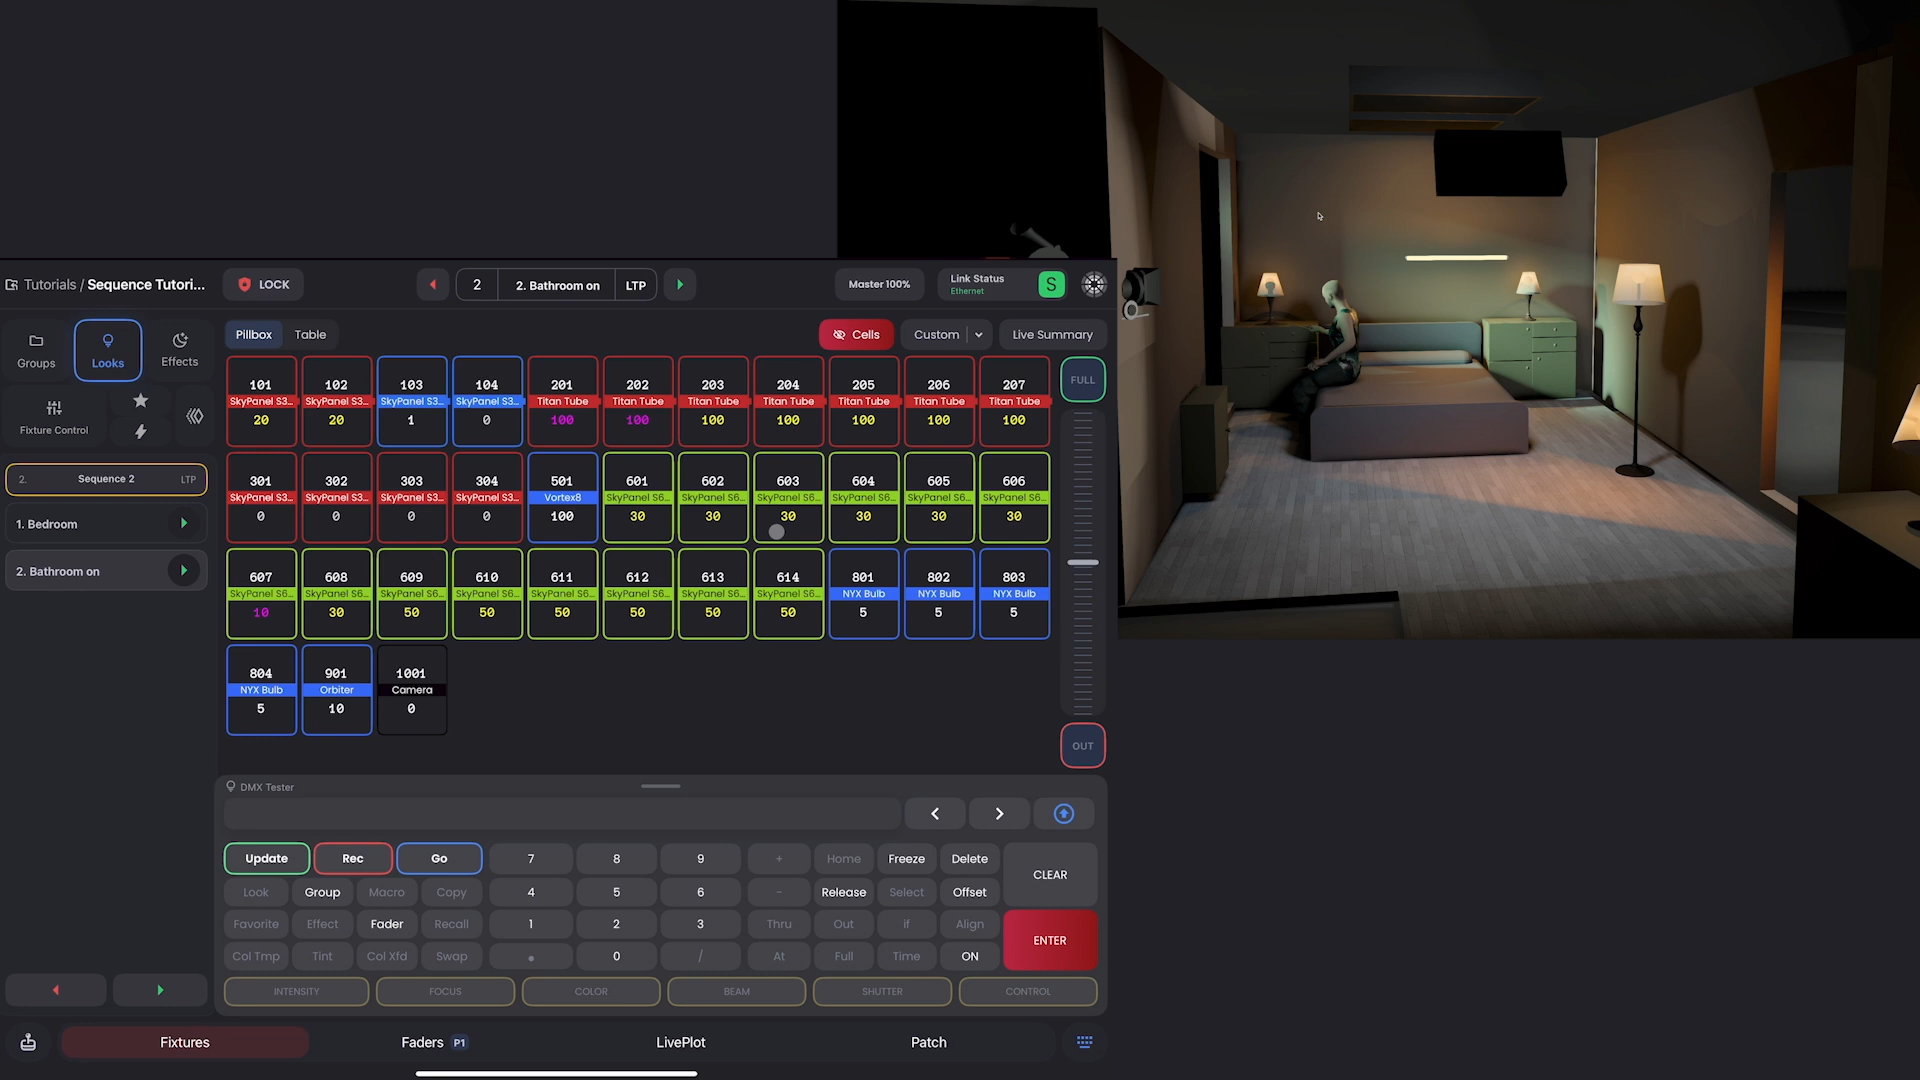 Tutorials / Sequence Tutori...
LOCK
2
2. Bathroom on
LTP
Master 100%
Link Status
Ethernet
S
Groups
Looks
Effects
Fixture Control
Pillbox
Table
Cells
Custom
Live Summary
2.
Sequence 2
LTP
1. Bedroom
2. Bathroom on
101 102 103 104 201 202 203 204 205 206 207
SkyPanel S3... SkyPanel S3... SkyPanel S3... SkyPanel S3... Titan Tube Titan Tube Titan Tube Titan Tube Titan Tube Titan Tube Titan Tube
20 20 1 0 100 100 100 100 100 100 100
FULL
301 302 303 304 501 601 602 603 604 605 606
SkyPanel S3... SkyPanel S3... SkyPanel S3... SkyPanel S3... Vortex8 SkyPanel S6... SkyPanel S6... SkyPanel S6... SkyPanel S6... SkyPanel S6... SkyPanel S6...
0 0 0 0 100 30 30 30 30 30 30
607 608 609 610 611 612 613 614 801 802 803
SkyPanel S6... SkyPanel S6... SkyPanel S6... SkyPanel S6... SkyPanel S6... SkyPanel S6... SkyPanel S6... SkyPanel S6... NYX Bulb NYX Bulb NYX Bulb
10 30 50 50 50 50 50 50 5 5 5
804 901 1001
NYX Bulb Orbiter Camera
5 10 0
OUT
DMX Tester
Update Rec Go 7 8 9 + Home Freeze Delete CLEAR
Look Group Macro Copy 4 5 6 - Release Select Offset
Favorite Effect Fader Recall 1 2 3 Thru Out if Align ENTER
Col Tmp Tint Col Xfd Swap . 0 / At Full Time ON
INTENSITY FOCUS COLOR BEAM SHUTTER CONTROL
Fixtures
Faders P1
LivePlot
Patch